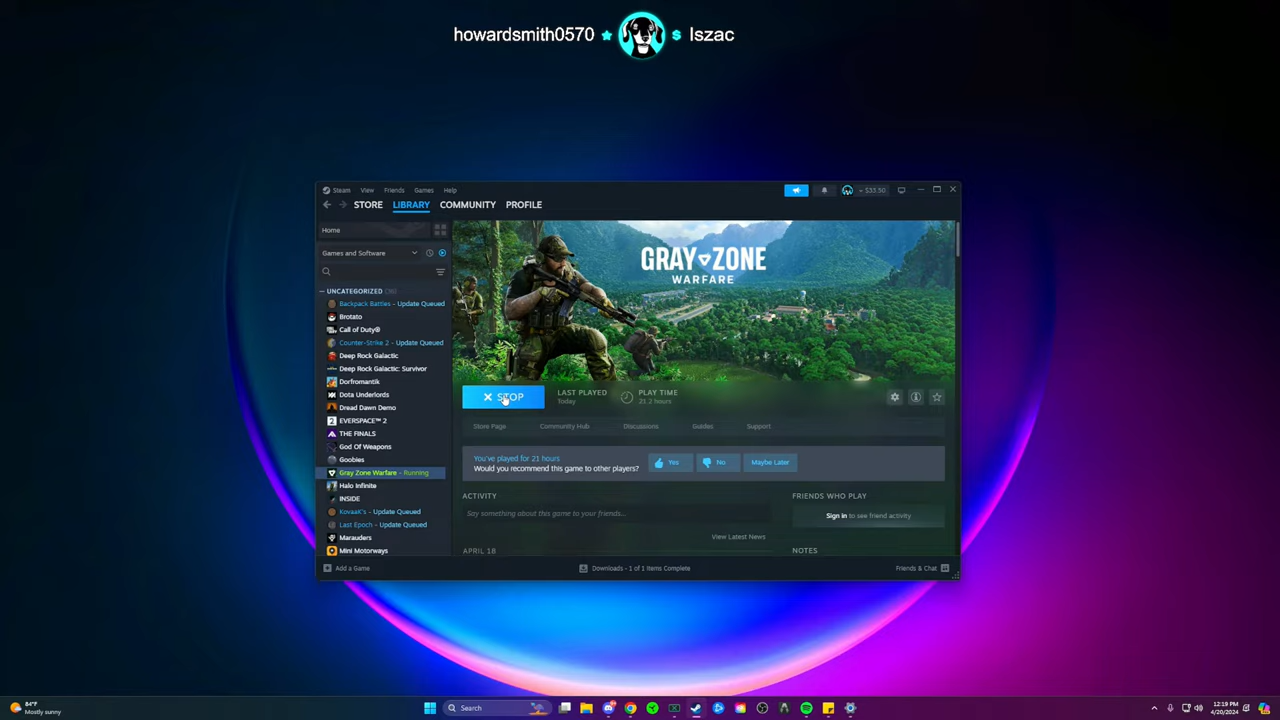 howardsmith0570
$ lszac
Steam View Friends Games Help
$33.50
STORE LIBRARY COMMUNITY PROFILE
Home
Games and Software
UNCATEGORIZED
Backpack Battles - Update Queued
Brotato
Call of Duty®
Counter-Strike 2 - Update Queued
Deep Rock Galactic
Deep Rock Galactic: Survivor
Dorfromantik
Dota Underlords
Dread Dawn Demo
EVERSPACE™ 2
THE FINALS
God Of Weapons
Goobies
Gray Zone Warfare - Running
Halo Infinite
INSIDE
KovaaK's - Update Queued
Last Epoch - Update Queued
Marauders
Mini Motorways
GRAY ZONE
WARFARE
STOP
LAST PLAYED
Today
PLAY TIME
21.2 hours
Store Page Community Hub Discussions Guides Support
You've played for 21 hours
Would you recommend this game to other players?
Yes No Maybe Later
ACTIVITY
Say something about this game to your friends...
View Latest News
APRIL 18
FRIENDS WHO PLAY
Sign in to see friend activity
NOTES
Add a Game
Downloads - 1 of 1 Items Complete
Friends & Chat
84°F
Mostly sunny
Search
12:19 PM
4/20/2024